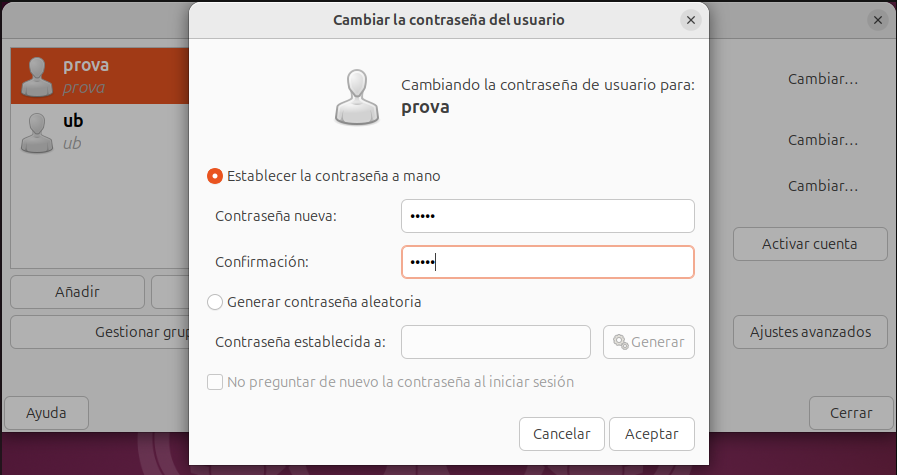 Cambiar la contraseña del usuario
prova
prova
ub
ub
Cambiando la contraseña de usuario para:
prova
Cambiar...
Cambiar...
Cambiar...
Establecer la contraseña a mano
Contraseña nueva: •••••
Confirmación: •••••
Activar cuenta
Generar contraseña aleatoria
Añadir
Gestionar grup
Contraseña establecida a:
Generar
Ajustes avanzados
No preguntar de nuevo la contraseña al iniciar sesión
Ayuda
Cancelar
Aceptar
Cerrar